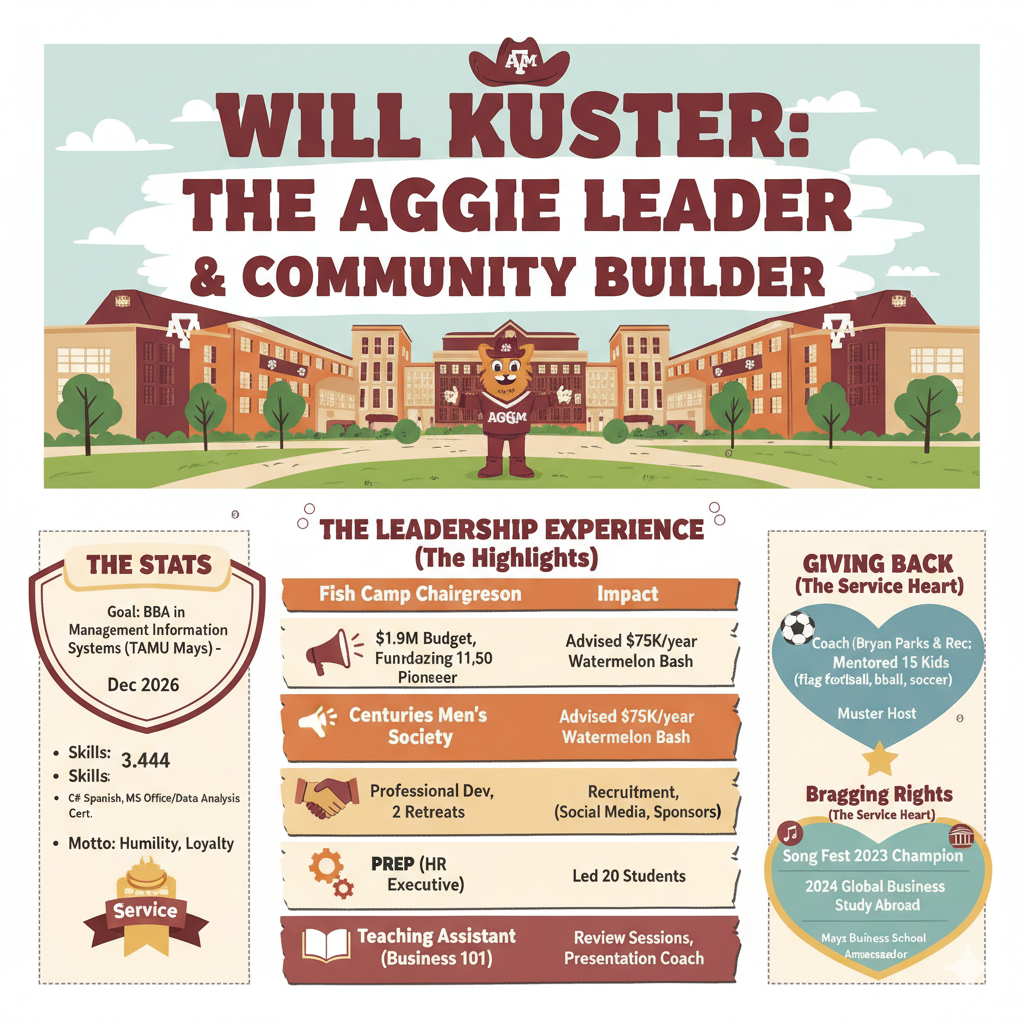 ATM
WILL KUSTER:
THE AGGIE LEADER
& COMMUNITY BUILDER
ATM
ATM
AGGM
THE STATS
Goal: BBA in
Management Information
Systems (TAMU Mays) -
Dec 2026
• Skills: 3.444
• Skills:
• C# Spanish, MS Office/Data Analysis
Cert.
• Motto: Humility, Loyalty
Service
THE LEADERSHIP EXPERIENCE
(The Highlights)
Fish Camp Chairgreson Impact
$1.9M Budget,
Funrdazing 11,50
Pioneer
Advised $75K/year
Watermelon Bash
Centuries Men's
Society
Advised $75K/year
Watermelon Bash
Professional Dev,
2 Retreats
Recruitment,
(Social Media, Sponsors)
PREP (HR
Executive)
Led 20 Students
Teaching Assistant
(Business 101)
Review Sessions,
Presentation Coach
GIVING BACK
(The Service Heart)
Coach (Bryan Parks & Rec;
Mentored 15 Kids
(flag bball, soccer)
Muster Host
Bragging Rights
(The Service Heart)
Song Fest 2023 Champion
2024 Global Business
Study Abroad
Mays Buiness School